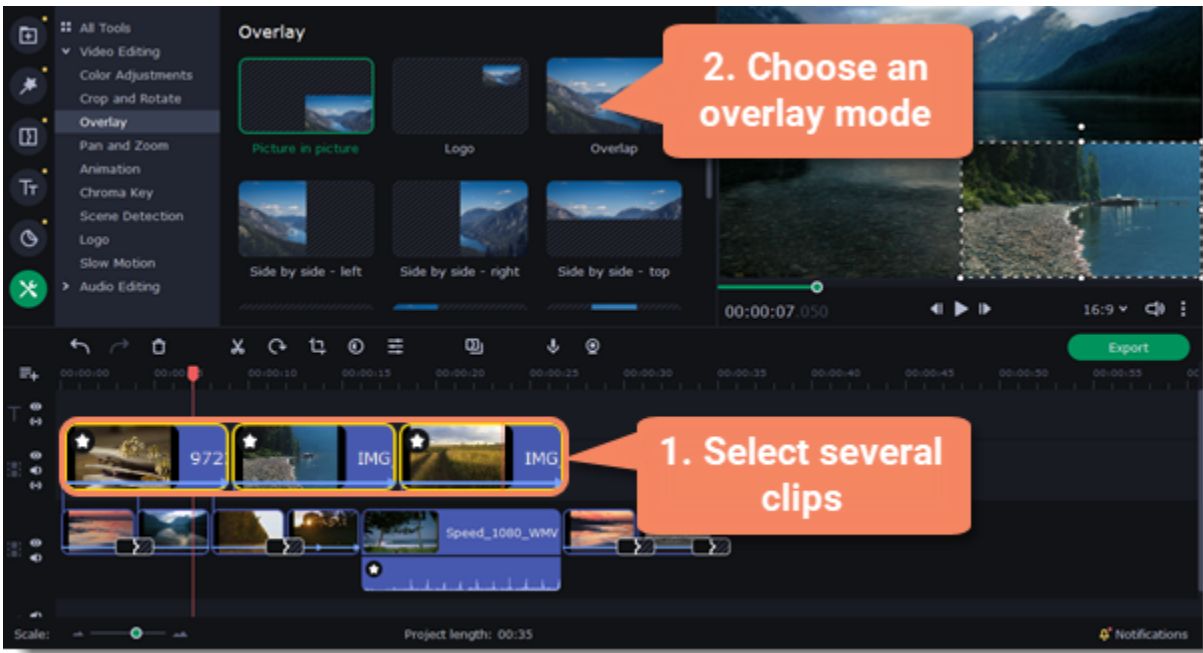 All Tools
Video Editing
Color Adjustments
Crop and Rotate
Overlay
Pan and Zoom
Animation
Chroma Key
Scene Detection
Logo
Slow Motion
Audio Editing
Overlay
Picture in picture
Logo
Overlap
Side by side - left
Side by side - right
Side by side - top
2. Choose an
overlay mode
00:00:07.050
16:9
Export
00:00:00
00:00:10
00:00:15
00:00:20
00:00:25
00:00:30
00:00:35
00:00:40
00:00:45
00:00:50
00:00:55
Tт
T
972
IMG
IMG_
1. Select several
clips
Speed_1080_WMV
Scale:
Project length: 00:35
Notifications